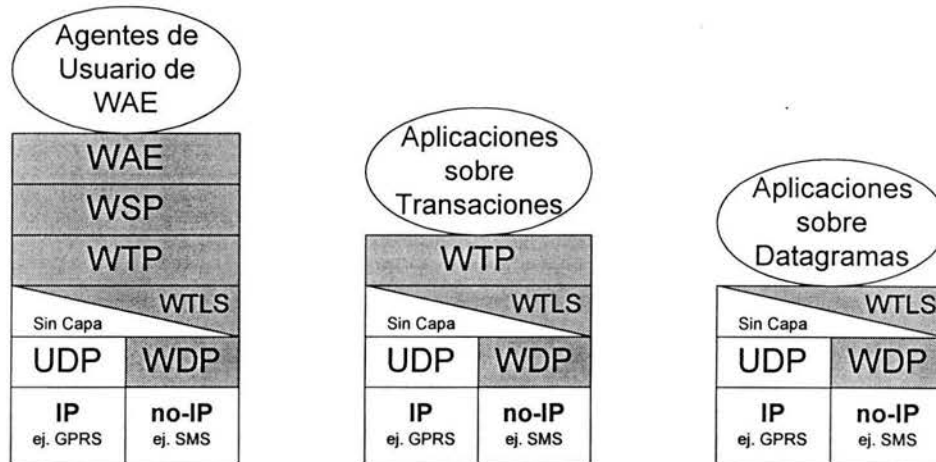 Agentes de
Usuario de
WAE
WAE
WSP
WTP
WTLS
Sin Capa
UDP WDP
IP no-IP
ej. GPRS ej. SMS
Aplicaciones
sobre
Transaciones
WTP
WTLS
Sin Capa
UDP WDP
IP no-IP
ej. GPRS ej. SMS
Aplicaciones
sobre
Datagramas
WTLS
Sin Capa
UDP WDP
IP no-IP
ej. GPRS ej. SMS